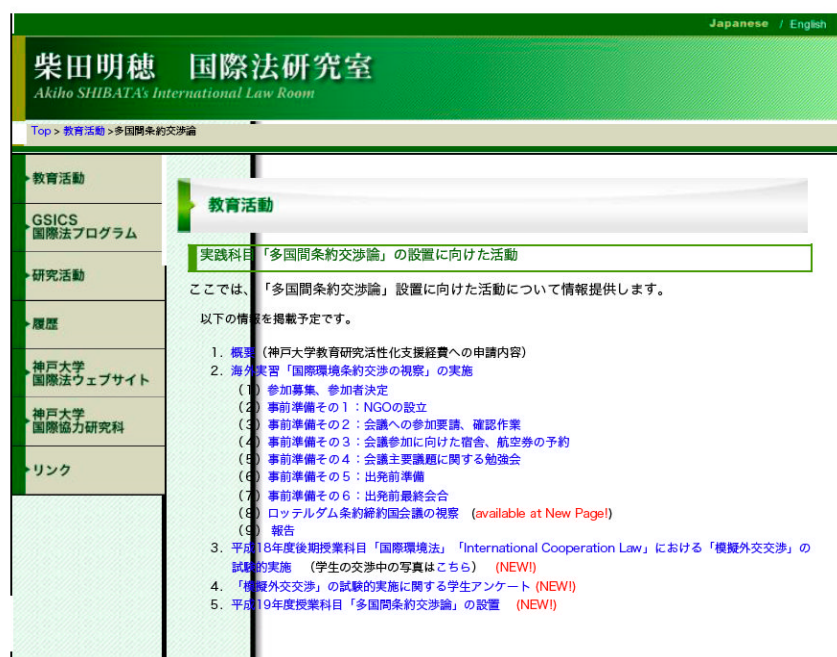 Japanese / English
柴田明穂 国際法研究室
Akiho SHIBATA's International Law Room
Top > 教育活動 >多国間条約交渉論
教育活動
GSICS
国際法プログラム
研究活動
履歴
神戸大学
国際法ウェブサイト
神戸大学
国際協力研究科
リンク
教育活動
実践科目「多国間条約交渉論」の設置に向けた活動
ここでは、「多国間条約交渉論」設置に向けた活動について情報提供します。
以下の情報を掲載予定です。
1. 概要（神戸大学教育研究活性化支援経費への申請内容）
2. 海外実習「国際環境条約交渉の視察」の実施
（1）参加募集、参加者決定
（2）事前準備その１：NGOの設立
（3）事前準備その２：会議への参加要請、確認作業
（4）事前準備その３：会議参加に向けた宿舎、航空券の予約
（5）事前準備その４：会議主要議題に関する勉強会
（6）事前準備その５：出発前準備
（7）事前準備その６：出発前最終会合
（8）ロッテルダム条約締約国会議の視察 (available at New Page!)
（9） 報告
3. 平成18年度後期授業科目「国際環境法」「International Cooperation Law」における「模擬外交交渉」の
試験的実施 （学生の交渉中の写真はこちら） (NEW!)
4. 「模擬外交交渉」の試験的実施に関する学生アンケート (NEW!)
5. 平成19年度授業科目「多国間条約交渉論」の設置 (NEW!)